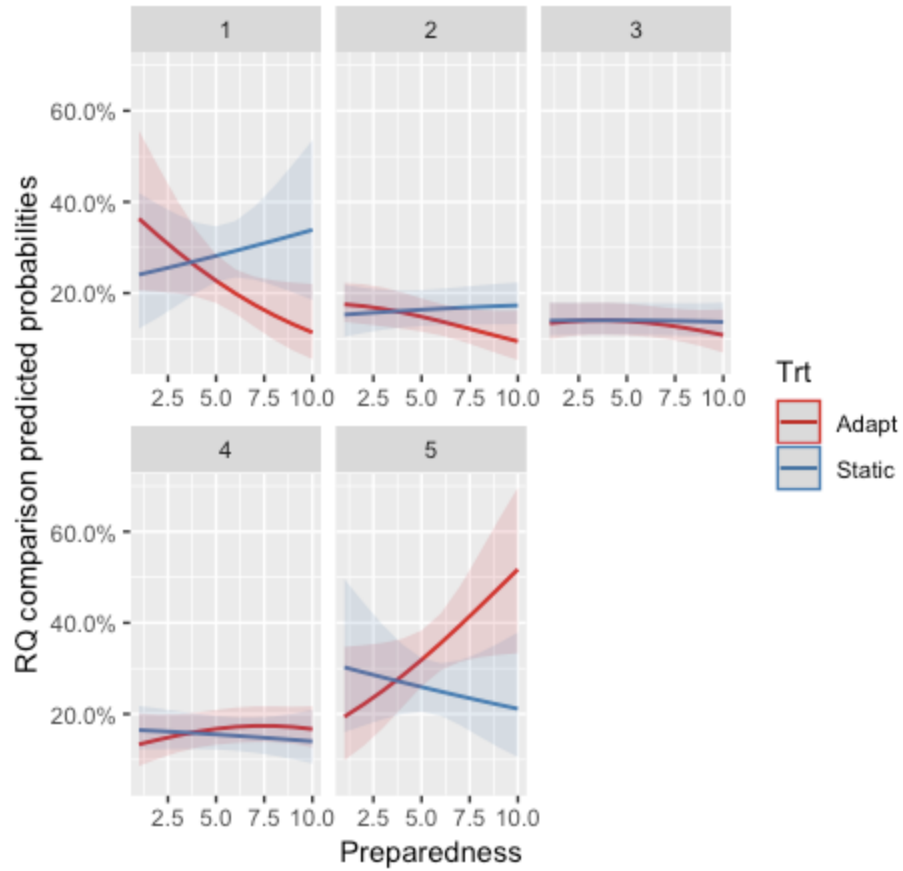 1 2 3
RQ comparison predicted probabilities
60.0%
40.0%
20.0%
2.5 5.0 7.5 10.0 2.5 5.0 7.5 10.0 2.5 5.0 7.5 10.0
4 5
60.0%
40.0%
20.0%
2.5 5.0 7.5 10.0 2.5 5.0 7.5 10.0
Preparedness
Trt
Adapt
Static